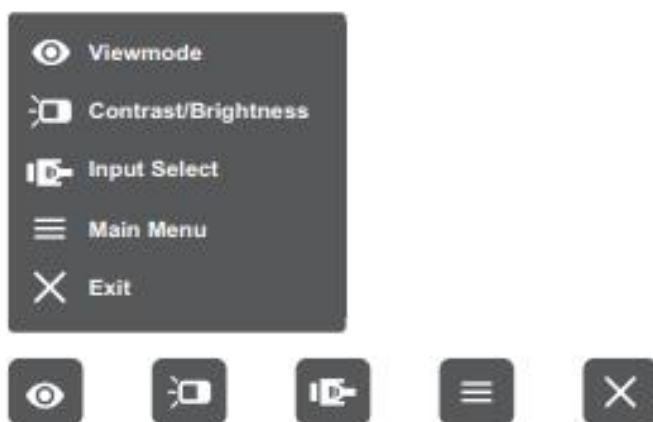 Viewmode
Contrast/Brightness
Input Select
Main Menu
Exit